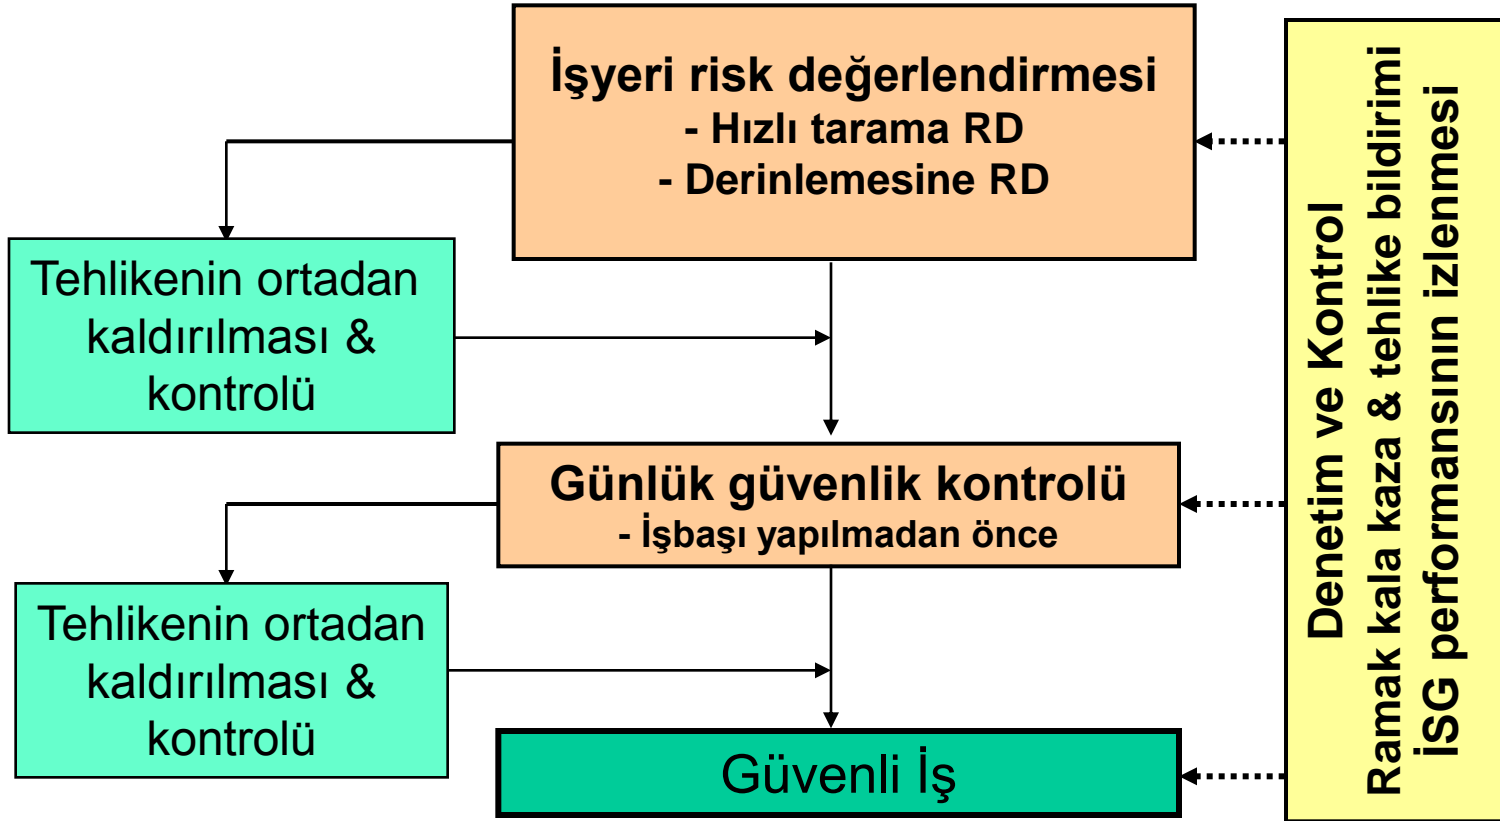 İşyeri risk değerlendirmesi
- Hızlı tarama RD
- Derinlemesine RD
Tehlikenin ortadan
kaldırılması &
kontrolü
Günlük güvenlik kontrolü
- İşbaşı yapılmadan önce
Tehlikenin ortadan
kaldırılması &
kontrolü
Güvenli İş
Denetim ve Kontrol
Ramak kala kaza & tehlike bildirimi
İSG performansının izlenmesi